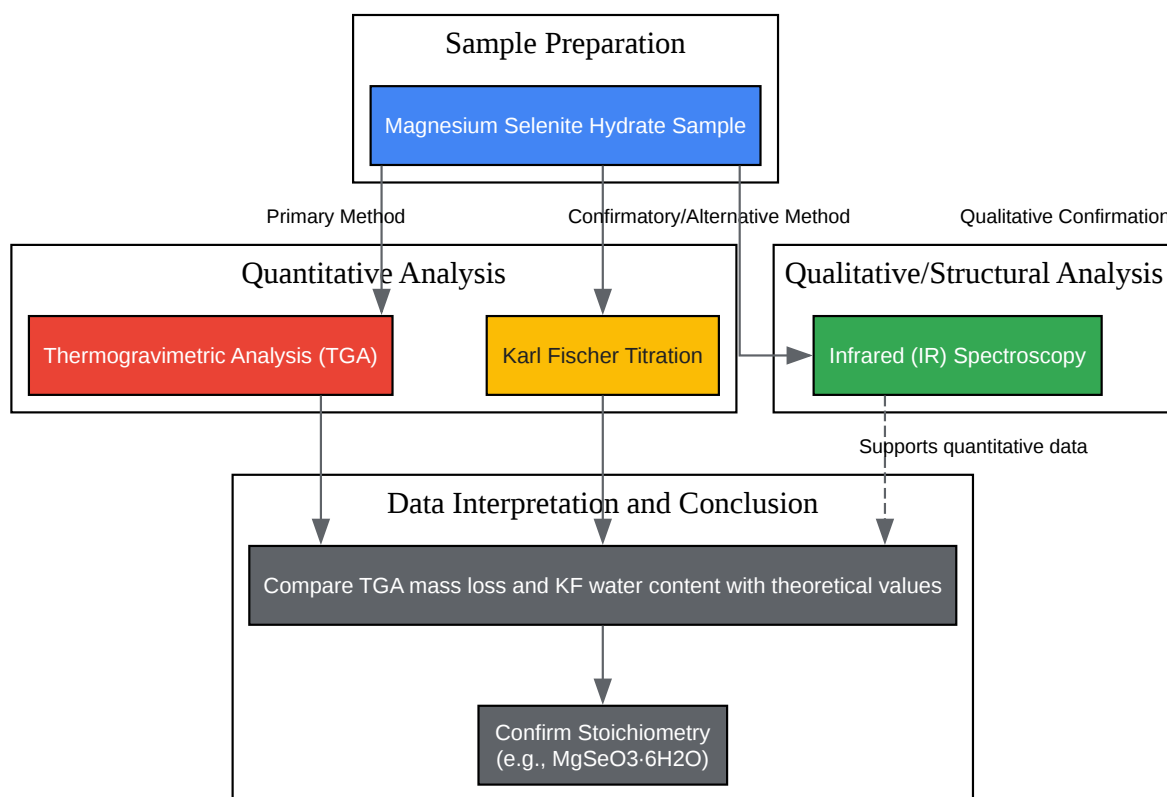 Sample Preparation
Magnesium Selenite Hydrate Sample
Primary Method
Confirmatory/Alternative Method
Qualitative Confirmation
Quantitative Analysis
Qualitative/Structural Analysis
Thermogravimetric Analysis (TGA)
Karl Fischer Titration
Infrared (IR) Spectroscopy
Supports quantitative data
Data Interpretation and Conclusion
Compare TGA mass loss and KF water content with theoretical values
Confirm Stoichiometry
(e.g., MgSeO3·6H2O)